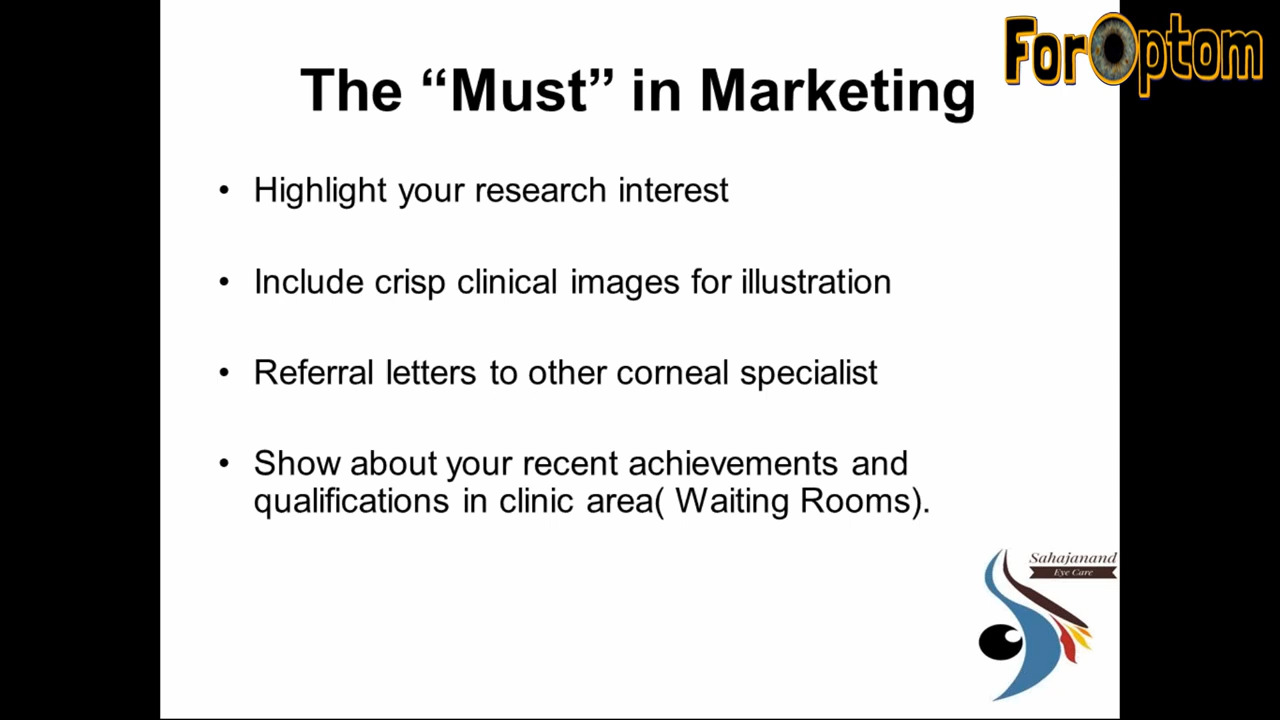 ForOptom
The “Must” in Marketing
• Highlight your research interest
• Include crisp clinical images for illustration
• Referral letters to other corneal specialist
• Show about your recent achievements and
qualifications in clinic area( Waiting Rooms).
Sahajanand
Eye Care